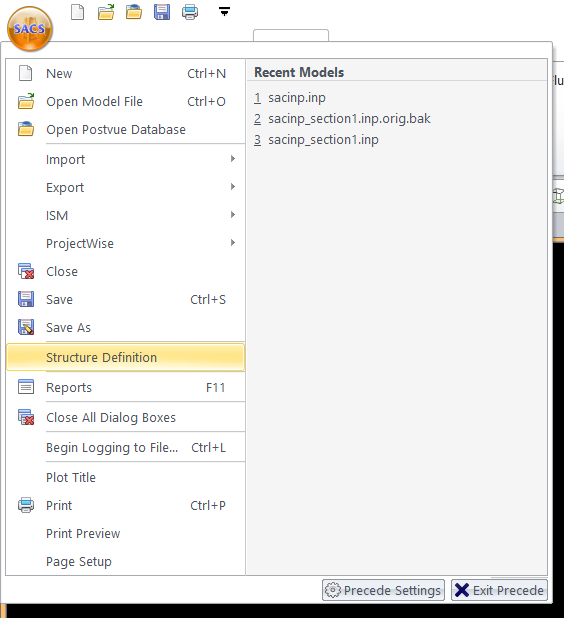 SACS
New Ctrl+N
Open Model File Ctrl+O
Open Postvue Database
Import
Export
ISM
ProjectWise
Close
Save Ctrl+S
Save As
Structure Definition
Reports F11
Close All Dialog Boxes
Begin Logging to File... Ctrl+L
Plot Title
Print Ctrl+P
Print Preview
Page Setup
Recent Models
1 sacinp.inp
2 sacinp_section1.inp.orig.bak
3 sacinp_section1.inp
Precede Settings
Exit Precede